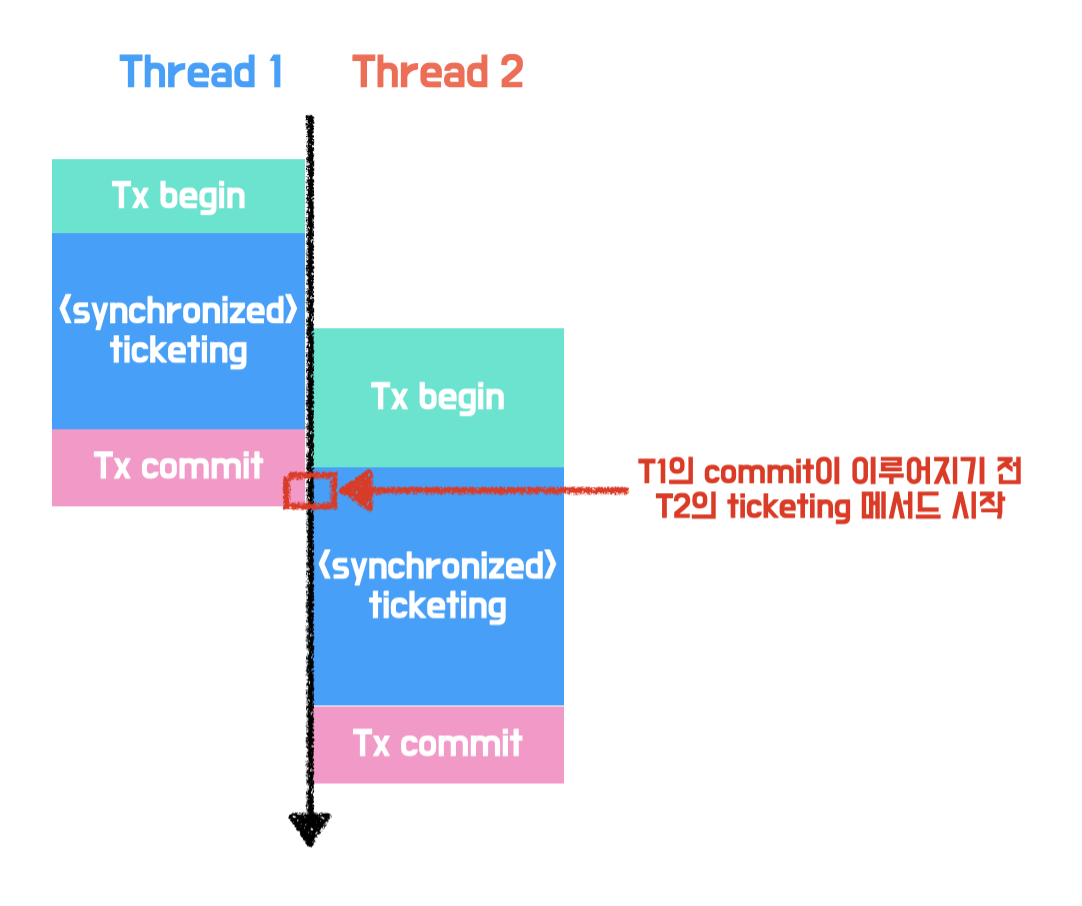 Thread 1
Thread 2
Tx begin
〈synchronized〉
ticketing
Tx commit
Tx begin
〈synchronized〉
ticketing
Tx commit
T1의 commit이 이루어지기 전
T2의 ticketing 메서드 시작